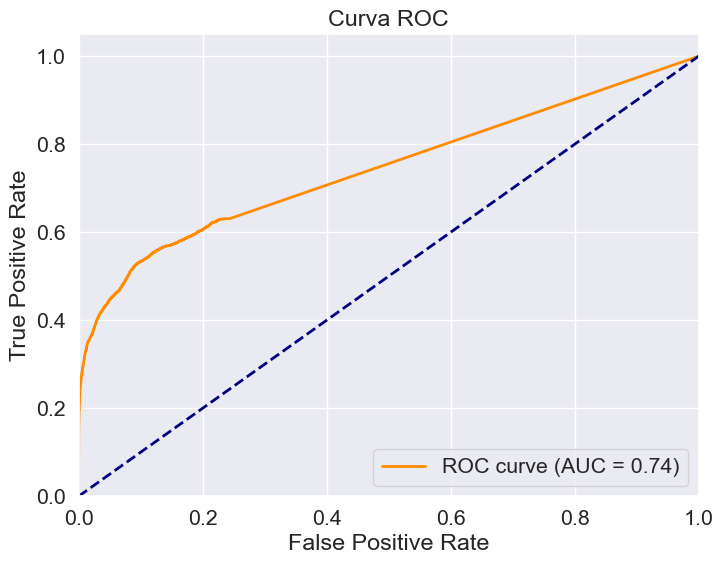 Curva ROC
1.0
0.8
0.6
0.4
0.2
0.0
True Positive Rate
ROC curve (AUC = 0.74)
0.0 0.2 0.4 0.6 0.8 1.0
False Positive Rate